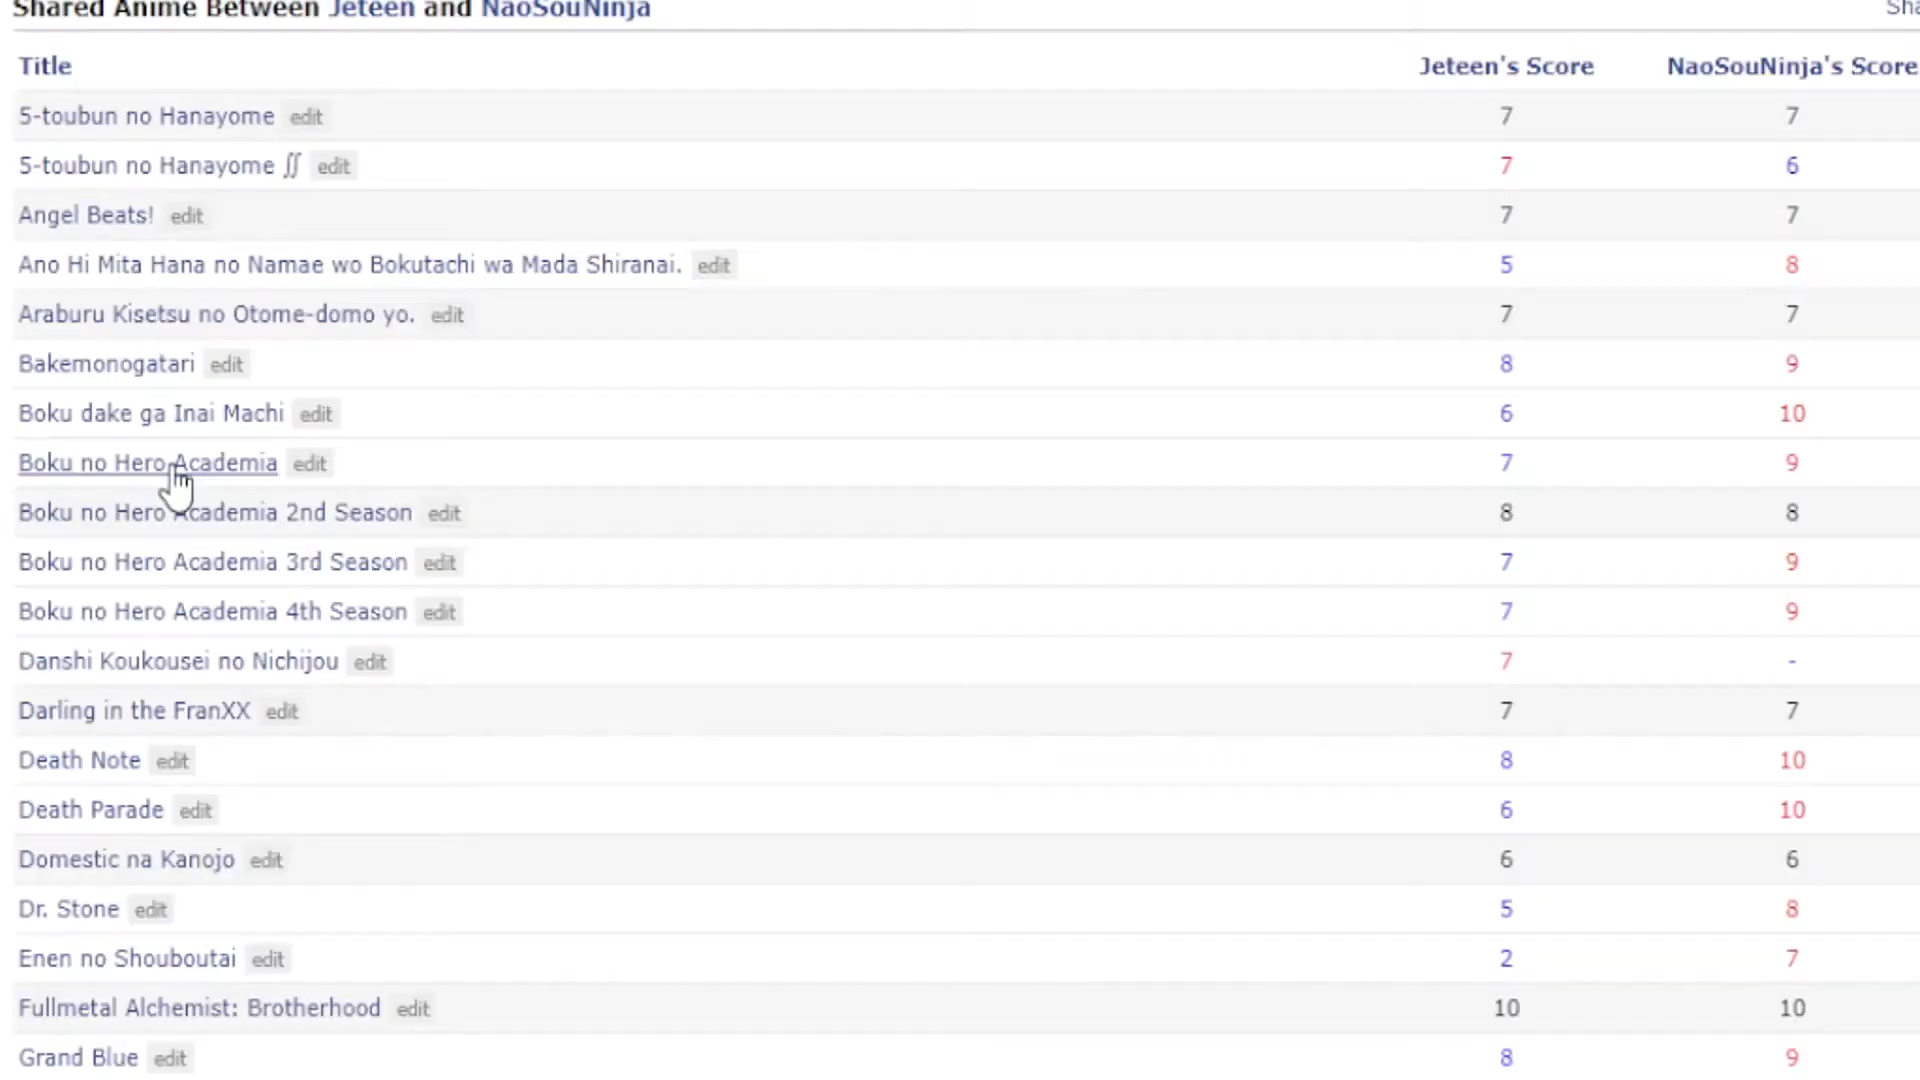 Shared Anime Between Jeteen and NaoSouNinja
Title Jeteen's Score NaoSouNinja's Score
5-toubun no Hanayome edit 7 7
5-toubun no Hanayome ∬ edit 7 6
Angel Beats! edit 7 7
Ano Hi Mita Hana no Namae wo Bokutachi wa Mada Shiranai. edit 5 8
Araburu Kisetsu no Otome-domo yo. edit 7 7
Bakemonogatari edit 8 9
Boku dake ga Inai Machi edit 6 10
Boku no Hero Academia edit 7 9
Boku no Hero Academia 2nd Season edit 8 8
Boku no Hero Academia 3rd Season edit 7 9
Boku no Hero Academia 4th Season edit 7 9
Danshi Koukousei no Nichijou edit 7 -
Darling in the FranXX edit 7 7
Death Note edit 8 10
Death Parade edit 6 10
Domestic na Kanojo edit 6 6
Dr. Stone edit 5 8
Enen no Shouboutai edit 2 7
Fullmetal Alchemist: Brotherhood edit 10 10
Grand Blue edit 8 9